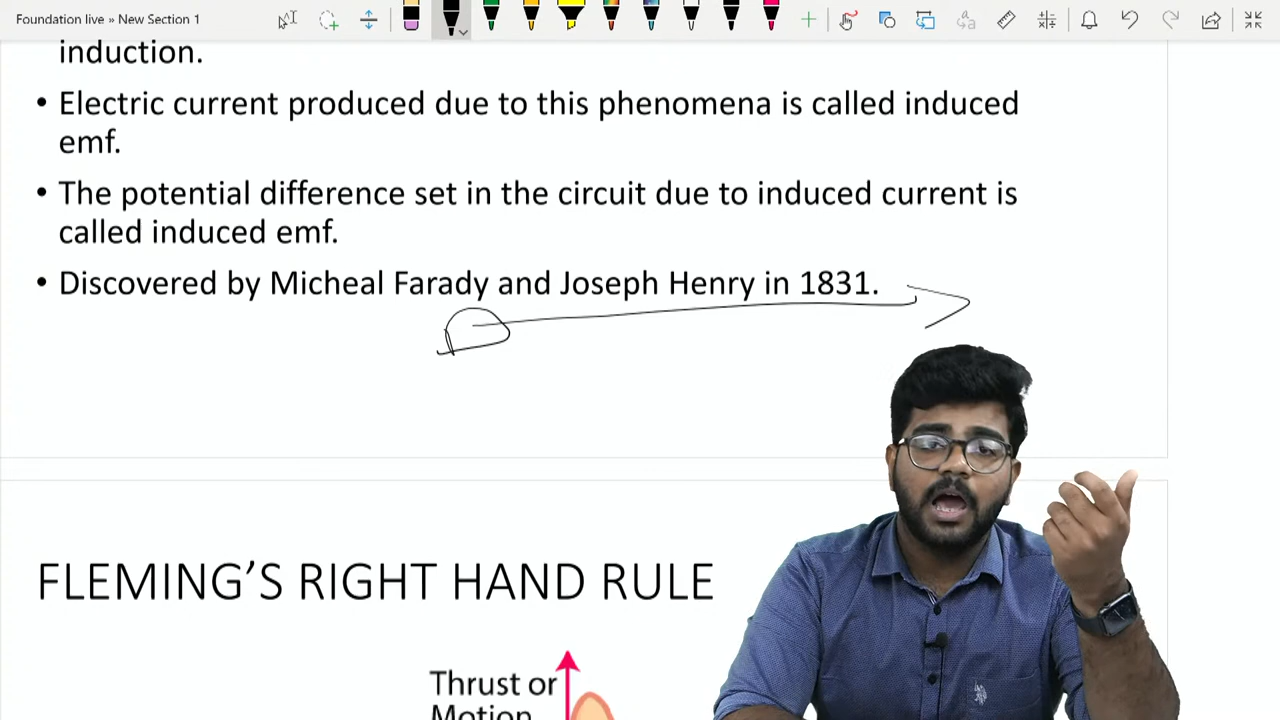 Foundation live » New Section 1
induction.
• Electric current produced due to this phenomena is called induced
emf.
• The potential difference set in the circuit due to induced current is
called induced emf.
• Discovered by Micheal Farady and Joseph Henry in 1831.
FLEMING’S RIGHT HAND RULE
Thrust or
Motion